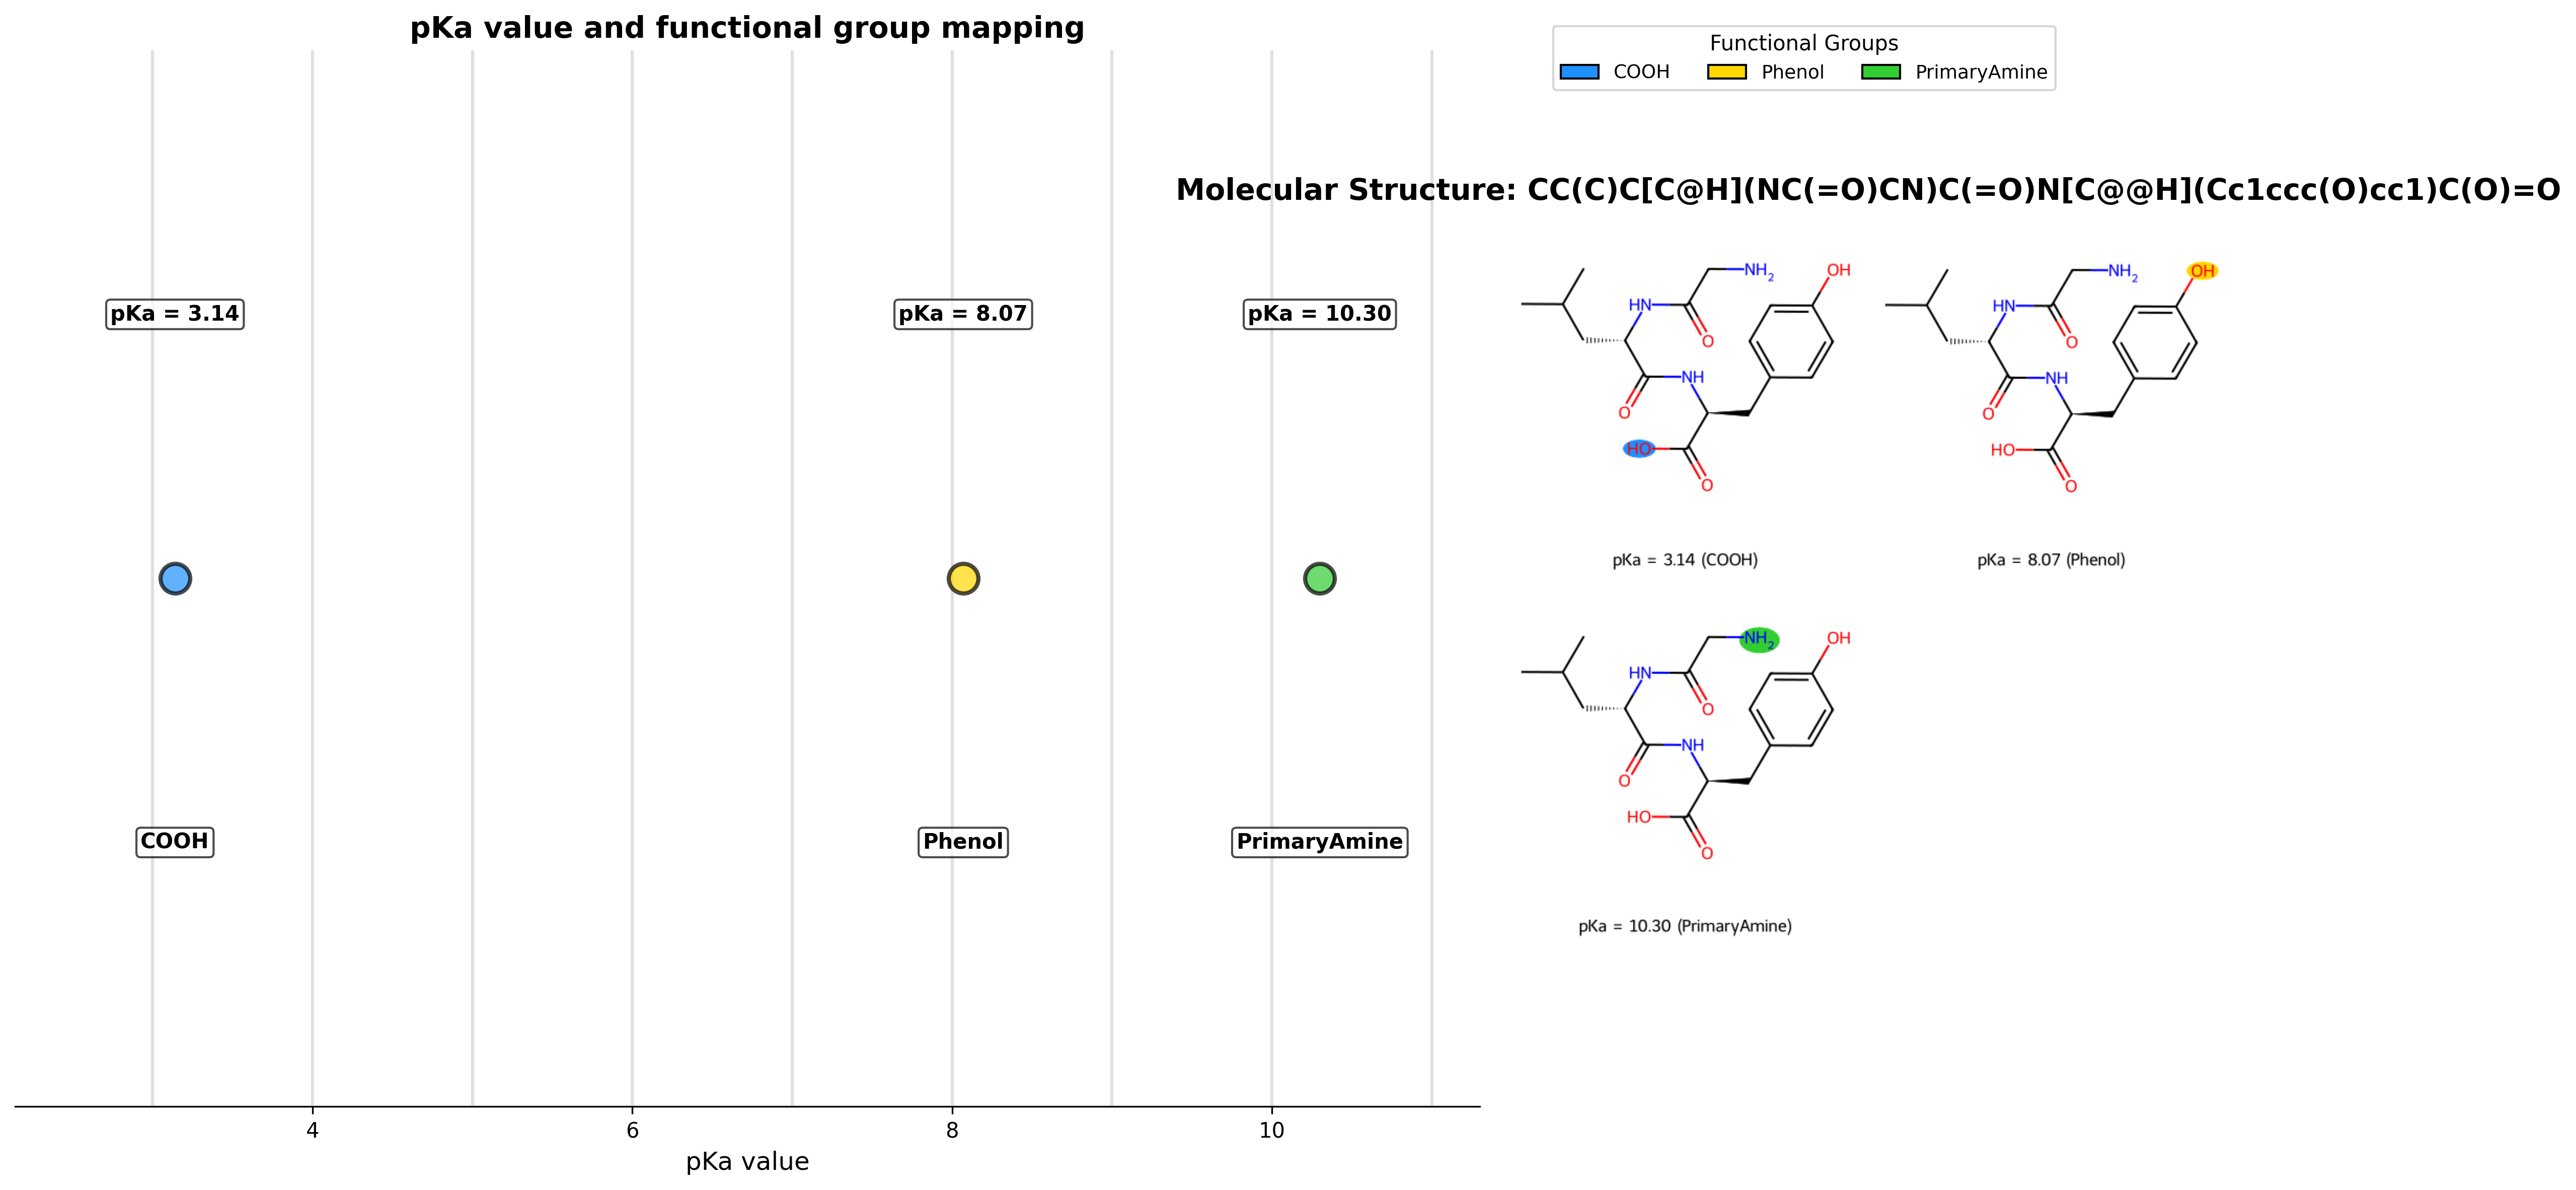 pKa value and functional group mapping
pKa = 3.14
pKa = 8.07
pKa = 10.30
COOH
Phenol
PrimaryAmine
4
6
8
10
pKa value
Functional Groups
COOH
Phenol
PrimaryAmine
Molecular Structure: CC(C)C[C@H](NC(=O)CN)C(=O)N[C@@H](Cc1ccc(O)cc1)C(O)=O
NH2
OH
HN
O
NH
O
HO
O
pKa = 3.14 (COOH)
NH2
OH
HN
O
NH
O
HO
O
pKa = 8.07 (Phenol)
NH2
OH
HN
O
NH
O
HO
O
pKa = 10.30 (PrimaryAmine)